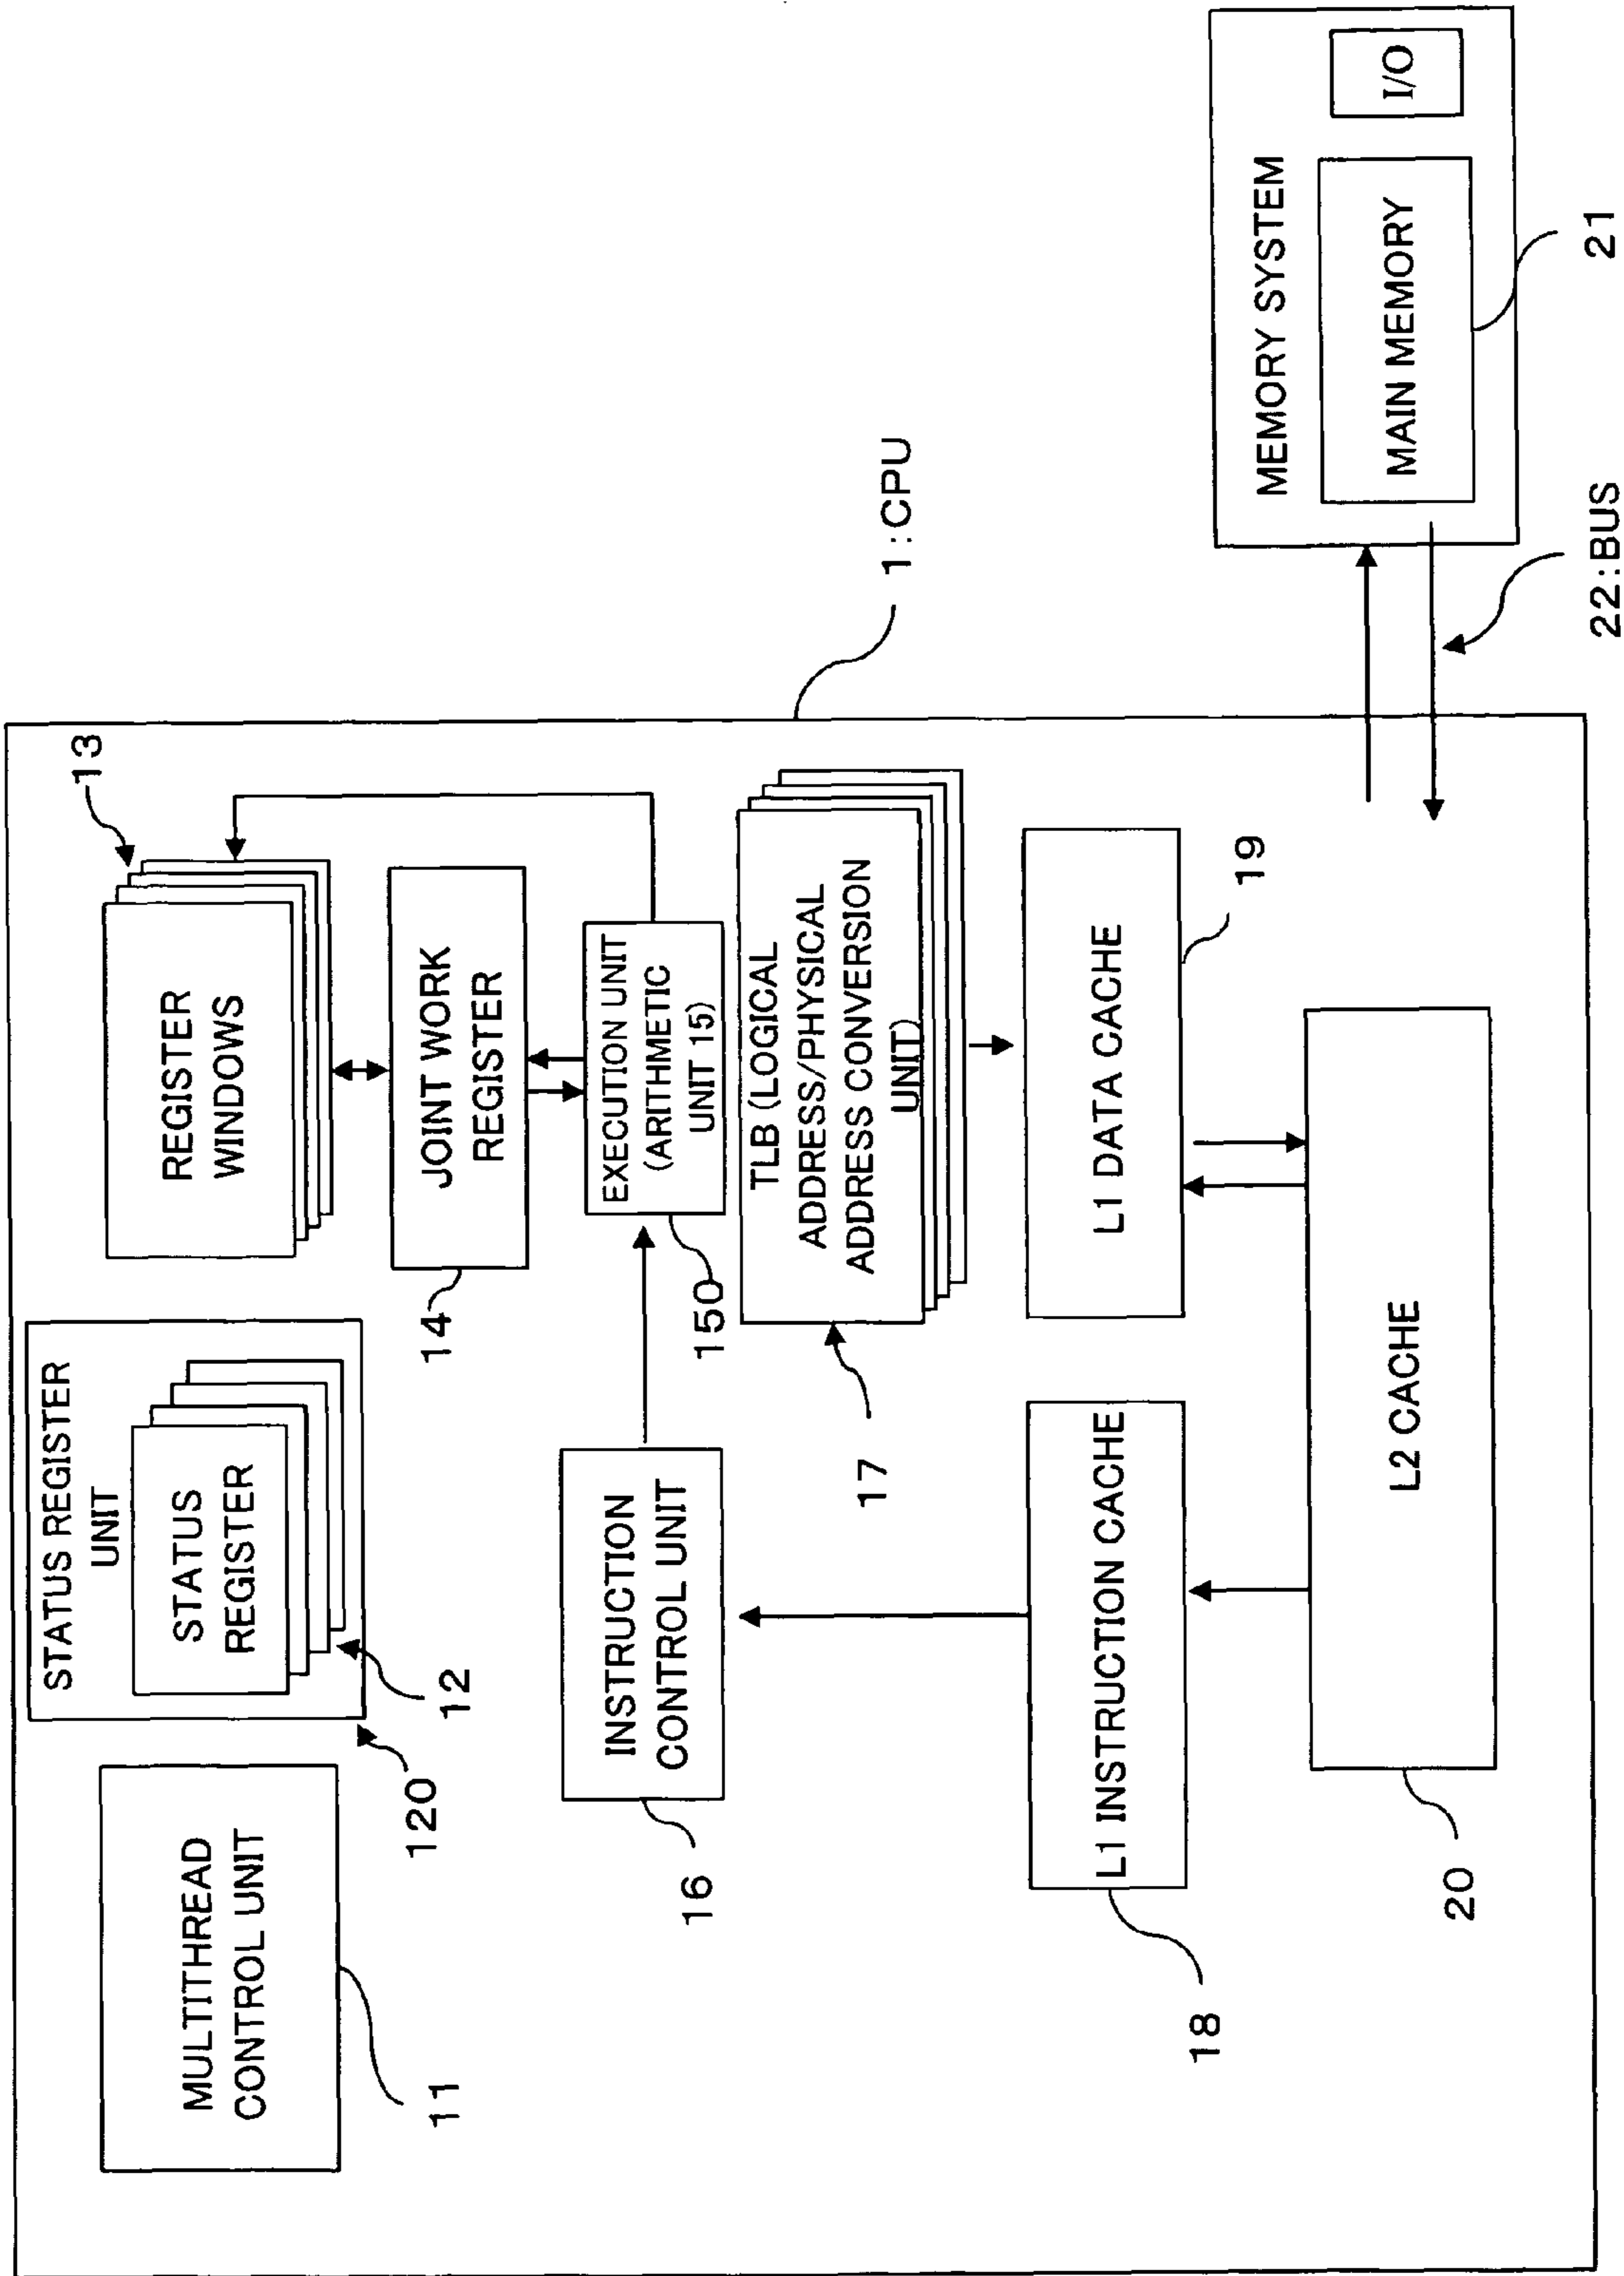 MULTITHREAD
CONTROL UNIT
11
STATUS REGISTER
UNIT
STATUS
REGISTER
12
120
REGISTER
WINDOWS
13
JOINT WORK
REGISTER
14
INSTRUCTION
CONTROL UNIT
16
EXECUTION UNIT
(ARITHMETIC
UNIT 15)
150
TLB (LOGICAL
ADDRESS/PHYSICAL
ADDRESS CONVERSION
UNIT)
17
1:CPU
L1 INSTRUCTION CACHE
18
L1 DATA CACHE
19
L2 CACHE
20
MEMORY SYSTEM
MAIN MEMORY
I/O
21
22:BUS